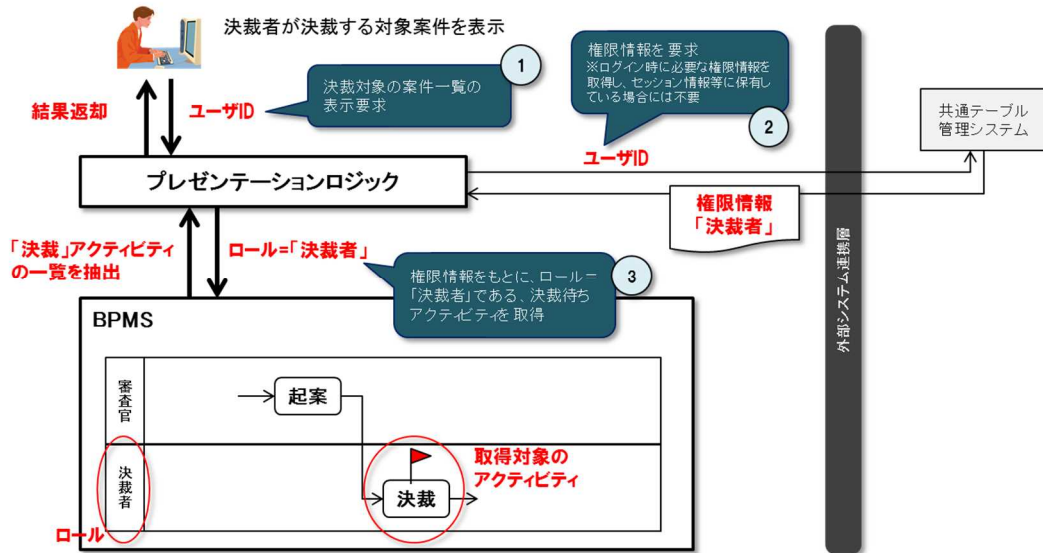 決裁者が決裁する対象案件を表示
結果返却
ユーザID
決裁対象の案件一覧の
表示要求
1
権限情報を要求
※ログイン時に必要な権限情報を
取得し、セッション情報等に保有し
ている場合には不要
2
ユーザID
共通テーブル
管理システム
プレゼンテーションロジック
権限情報
「決裁者」
「決裁」アクティビティ
の一覧を抽出
ロール=「決裁者」
権限情報をもとに、ロール=
「決裁者」である、決裁待ち
アクティビティを取得
3
外部システム連携層
BPMS
審査官
起案
決裁者
決裁
取得対象の
アクティビティ
ロール